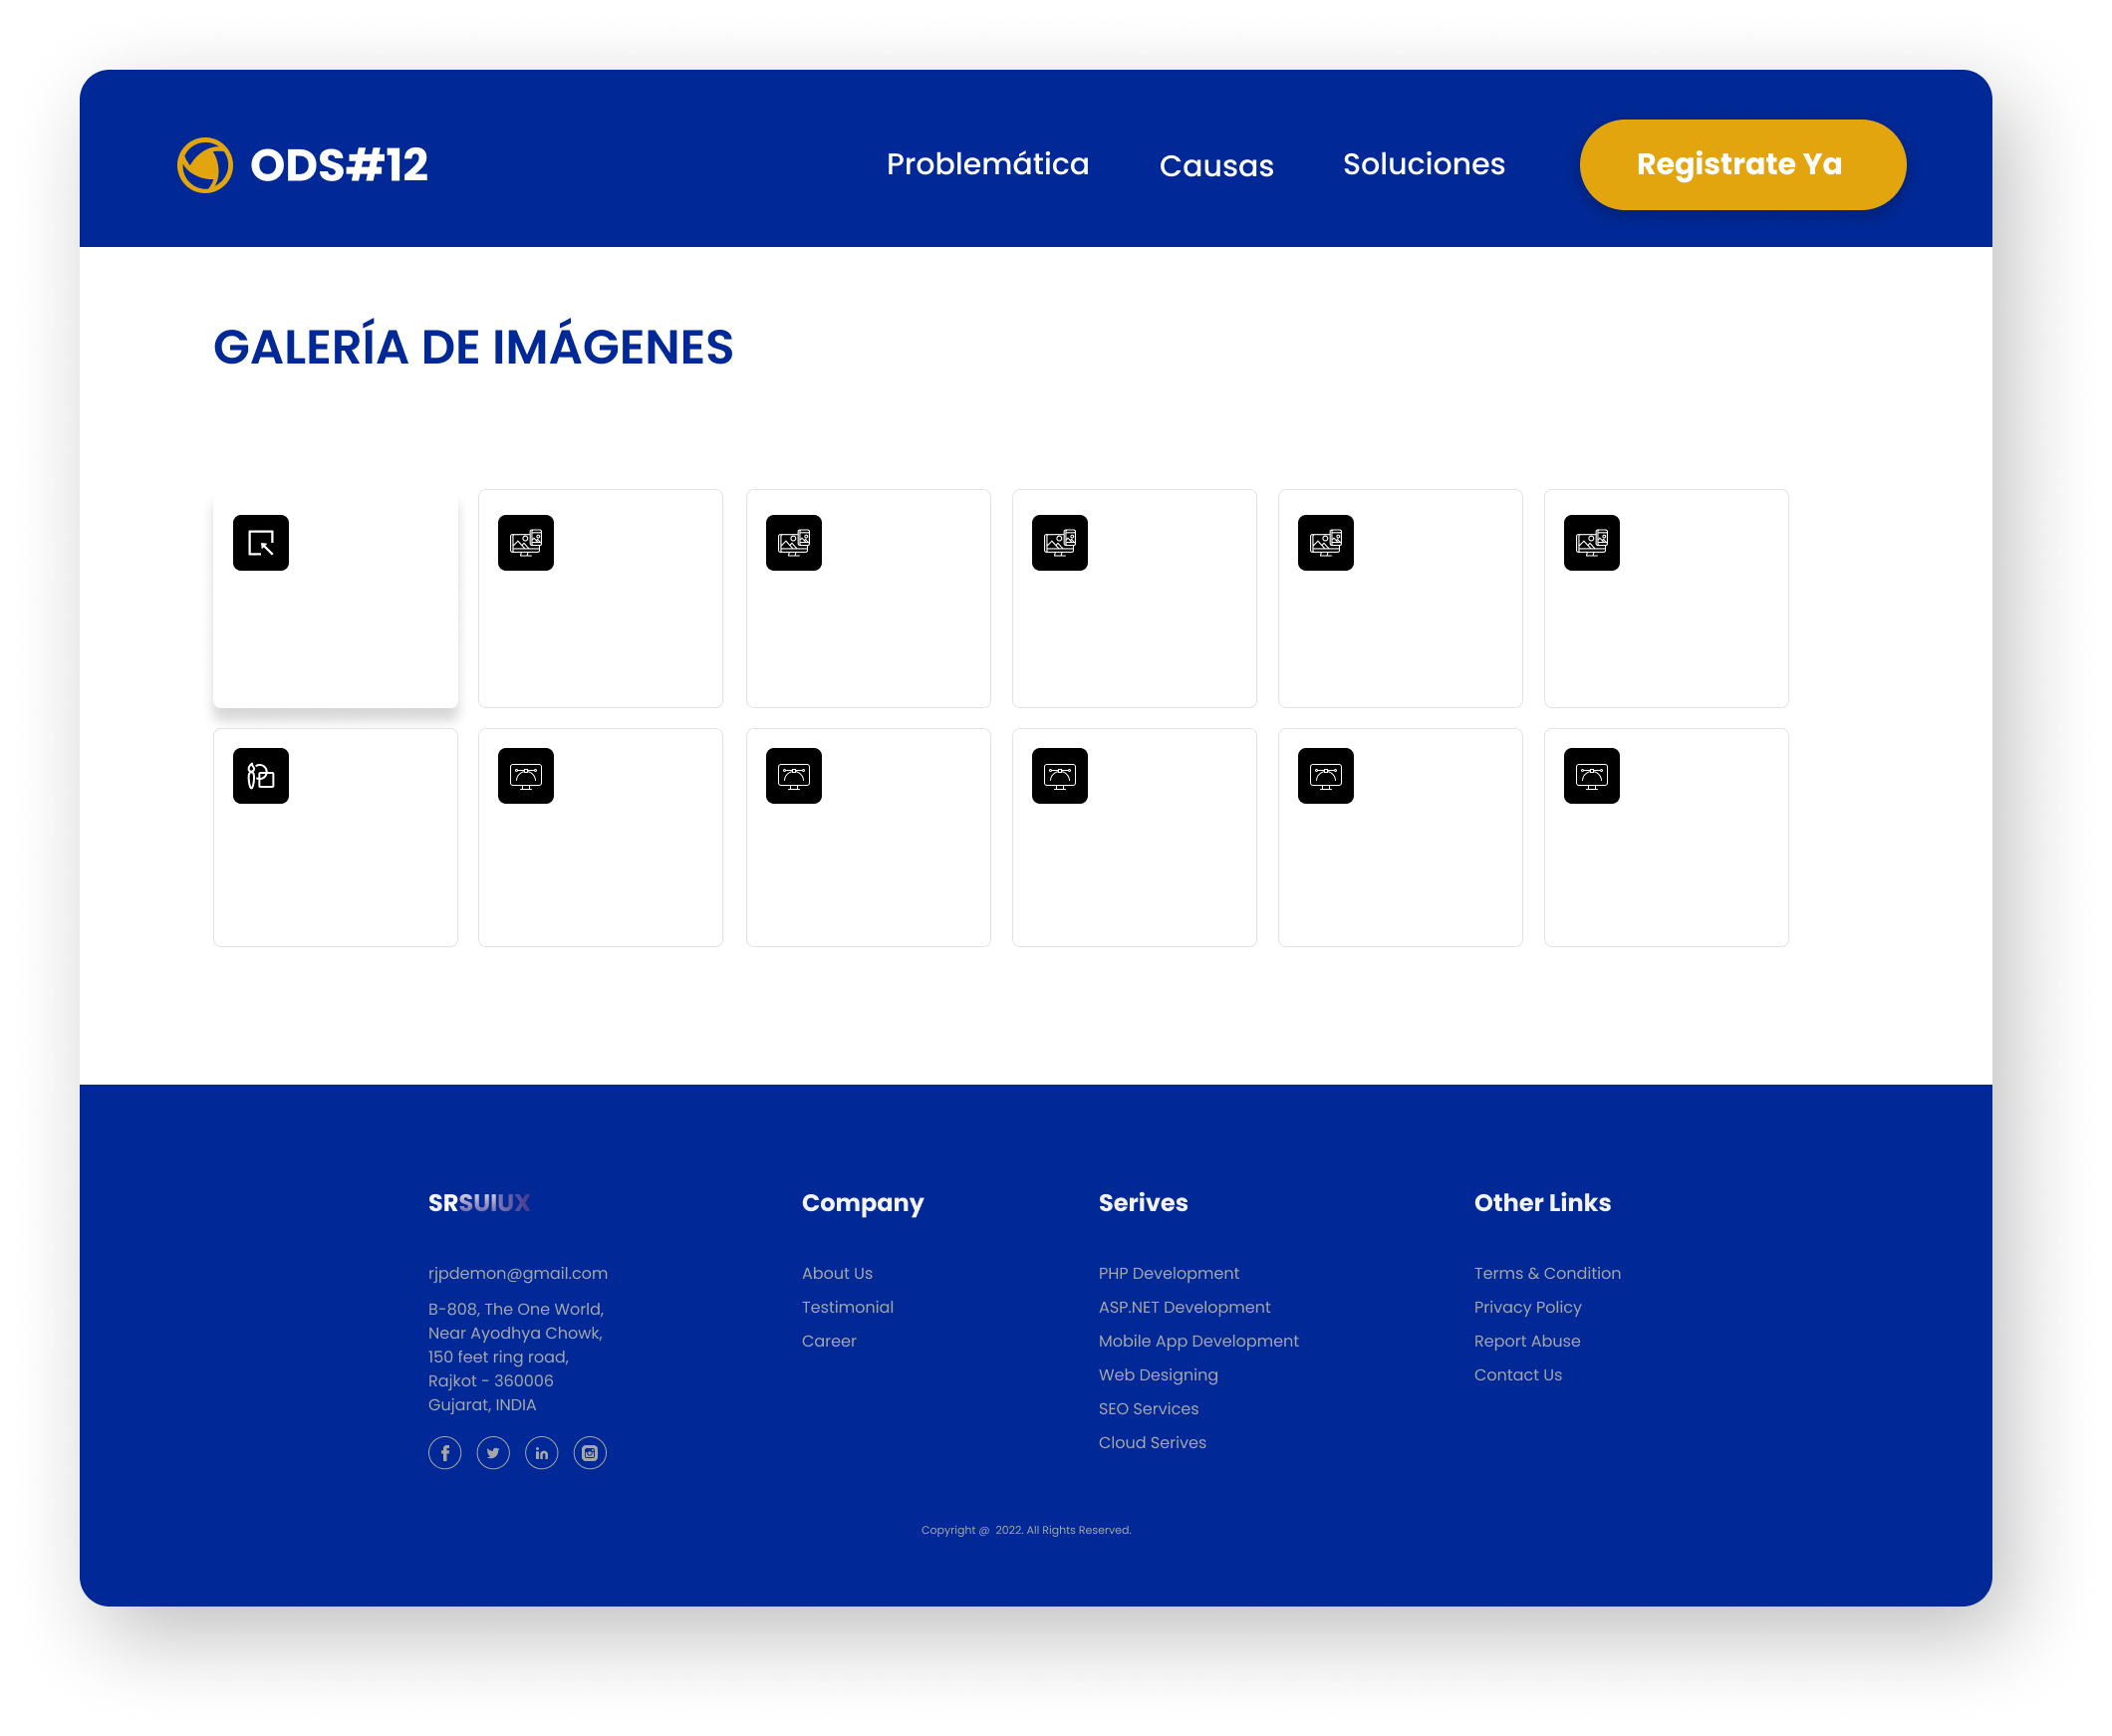 ODS#12
Problemática
Causas
Soluciones
Registrate Ya
GALERÍA DE IMÁGENES
SRSUIUX
rjpdemon@gmail.com
B-808, The One World,
Near Ayodhya Chowk,
150 feet ring road,
Rajkot - 360006
Gujarat, INDIA
Company
About Us
Testimonial
Career
Serives
PHP Development
ASP.NET Development
Mobile App Development
Web Designing
SEO Services
Cloud Serives
Other Links
Terms & Condition
Privacy Policy
Report Abuse
Contact Us
Copyright @ 2022. All Rights Reserved.